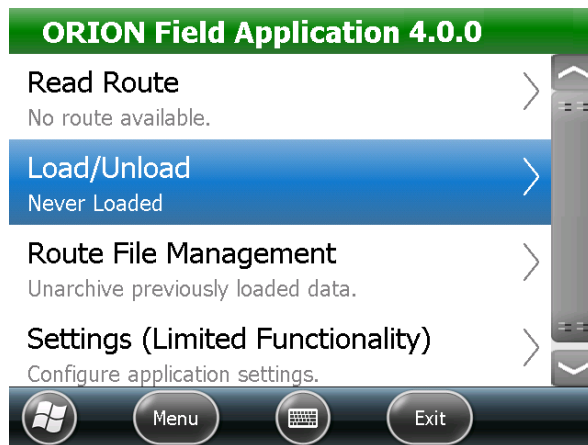 ORION Field Application 4.0.0
Read Route
No route available.
Load/Unload
Never Loaded
Route File Management
Unarchive previously loaded data.
Settings (Limited Functionality)
Configure application settings.
Menu
Exit